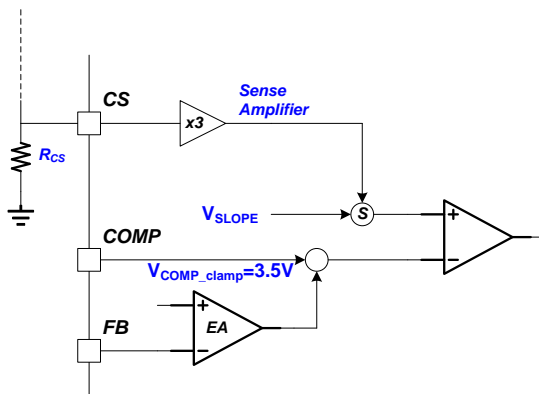 CS
Sense
Amplifier
x3
R_CS
S
V_SLOPE
+
−
COMP
V_COMP_clamp=3.5V
FB
+
EA
−